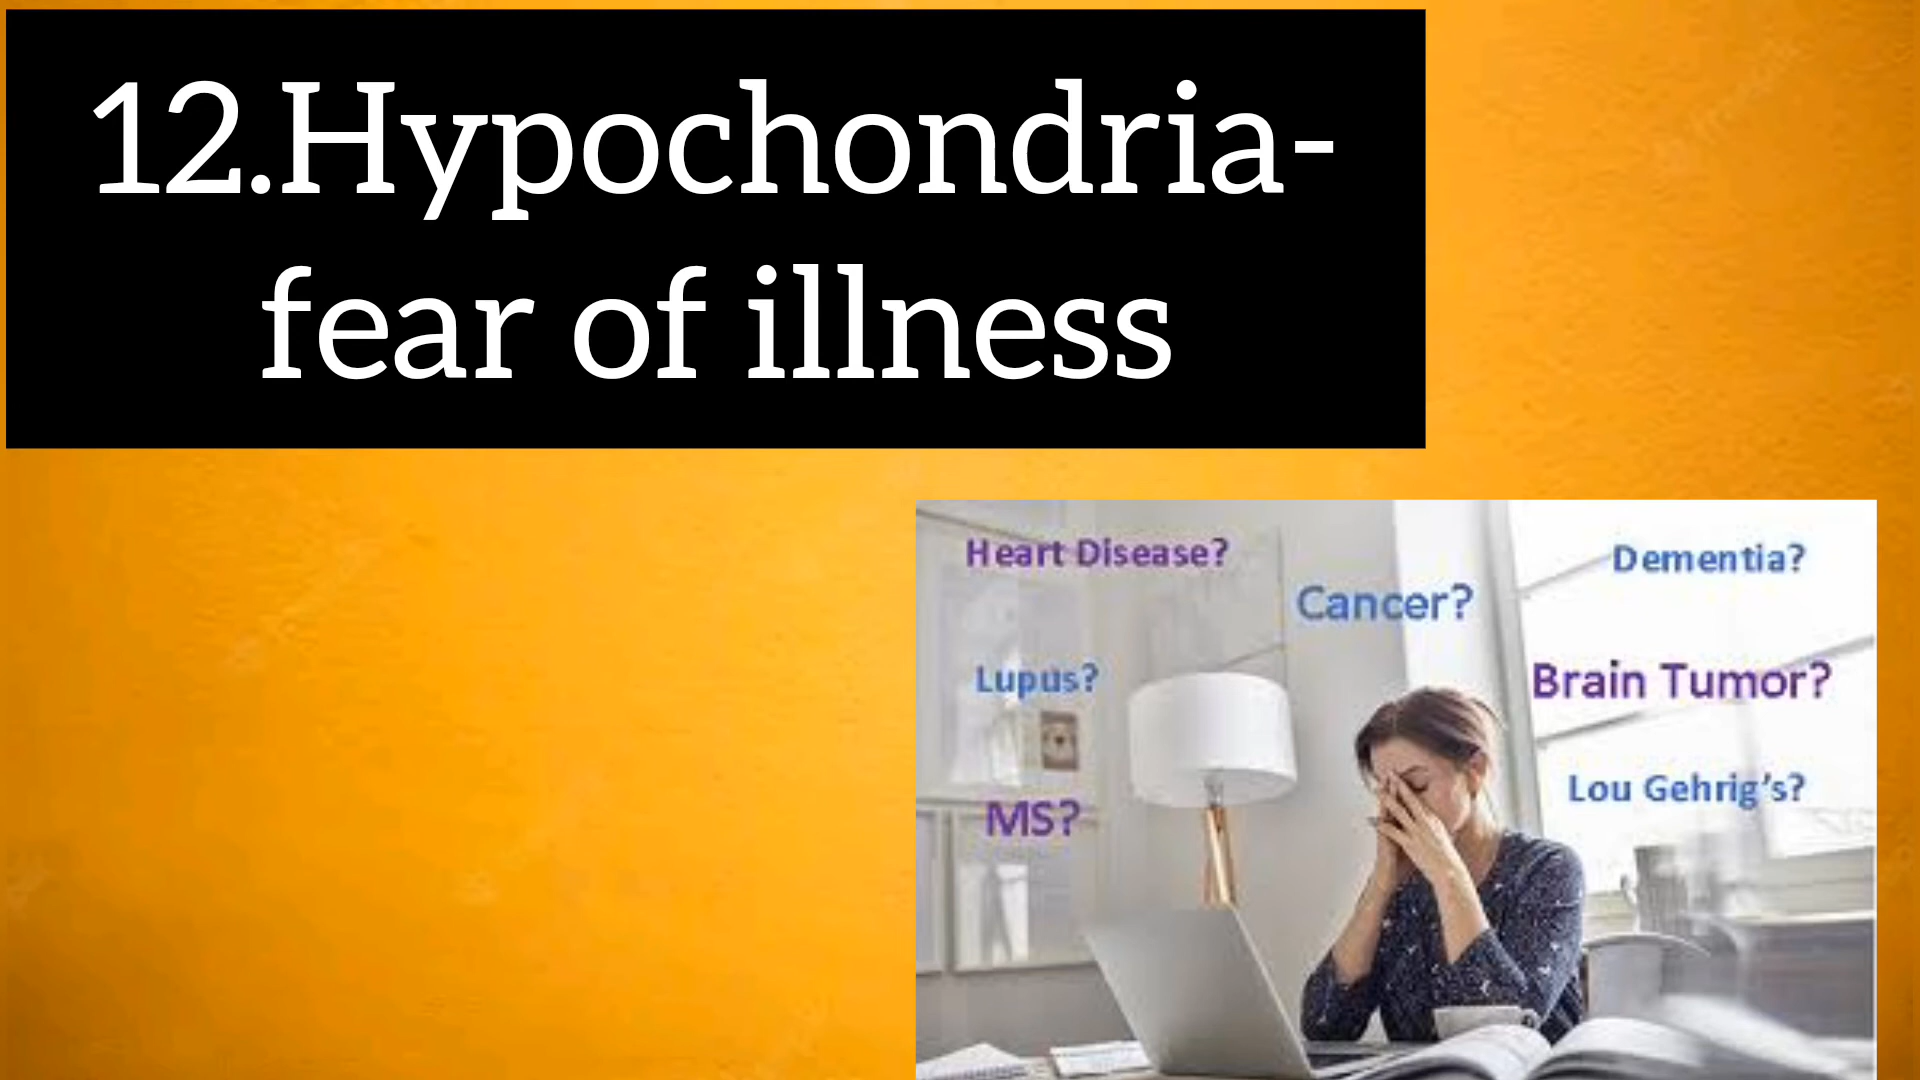 12.Hypochondria-
fear of illness
Heart Disease?
Dementia?
Cancer?
Lupus?
Brain Tumor?
Lou Gehrig's?
MS?